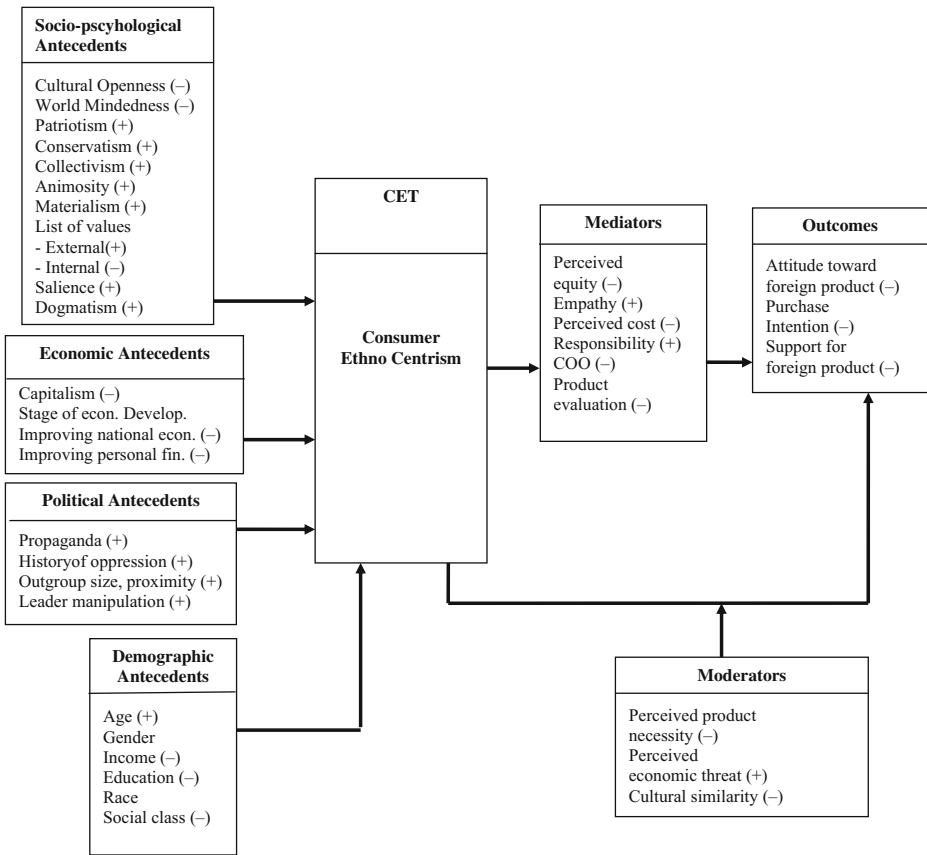 Socio-pscyhological
Antecedents
Cultural Openness (–)
World Mindedness (–)
Patriotism (+)
Conservatism (+)
Collectivism (+)
Animosity (+)
Materialism (+)
List of values
- External(+)
- Internal (–)
Salience (+)
Dogmatism (+)
Economic Antecedents
Capitalism (–)
Stage of econ. Develop.
Improving national econ. (–)
Improving personal fin. (–)
Political Antecedents
Propaganda (+)
Historyof oppression (+)
Outgroup size, proximity (+)
Leader manipulation (+)
Demographic
Antecedents
Age (+)
Gender
Income (–)
Education (–)
Race
Social class (–)
CET
Consumer
Ethno Centrism
Mediators
Perceived
equity (–)
Empathy (+)
Perceived cost (–)
Responsibility (+)
COO (–)
Product
evaluation (–)
Outcomes
Attitude toward
foreign product (–)
Purchase
Intention (–)
Support for
foreign product (–)
Moderators
Perceived product
necessity (–)
Perceived
economic threat (+)
Cultural similarity (–)